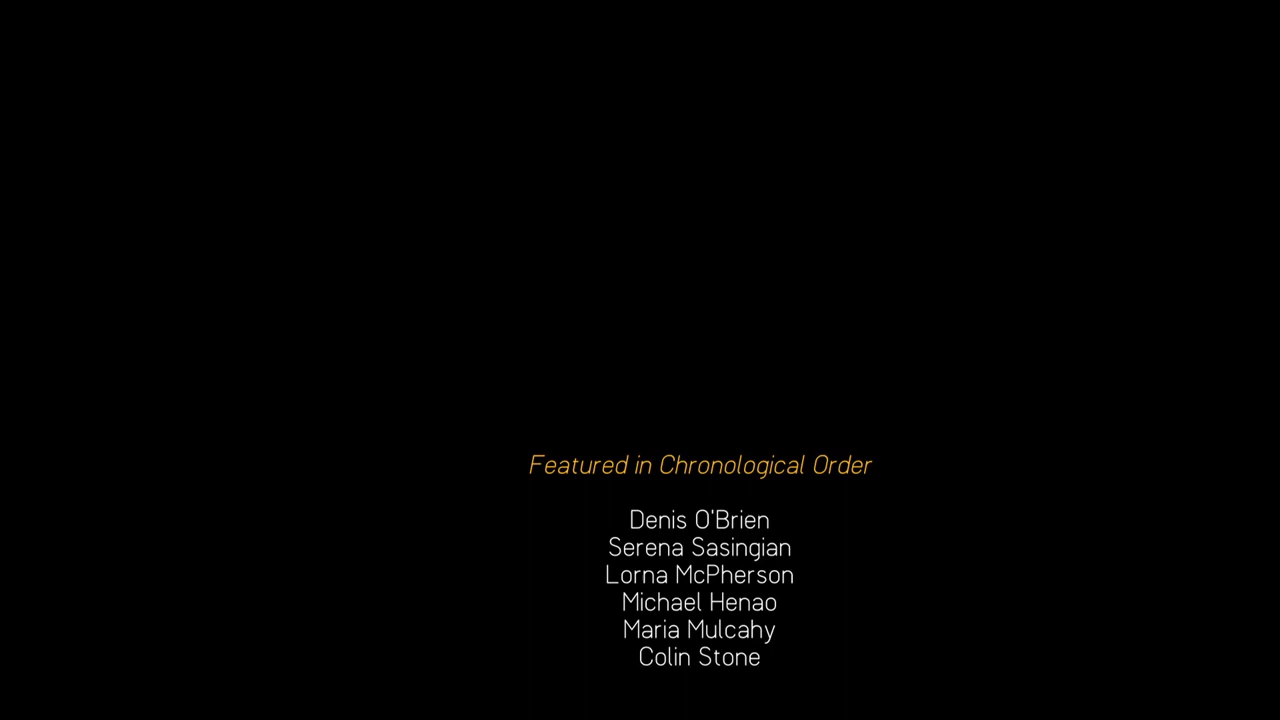 Featured in Chronological Order
Denis O'Brien
Serena Sasingian
Lorna McPherson
Michael Henao
Maria Mulcahy
Colin Stone